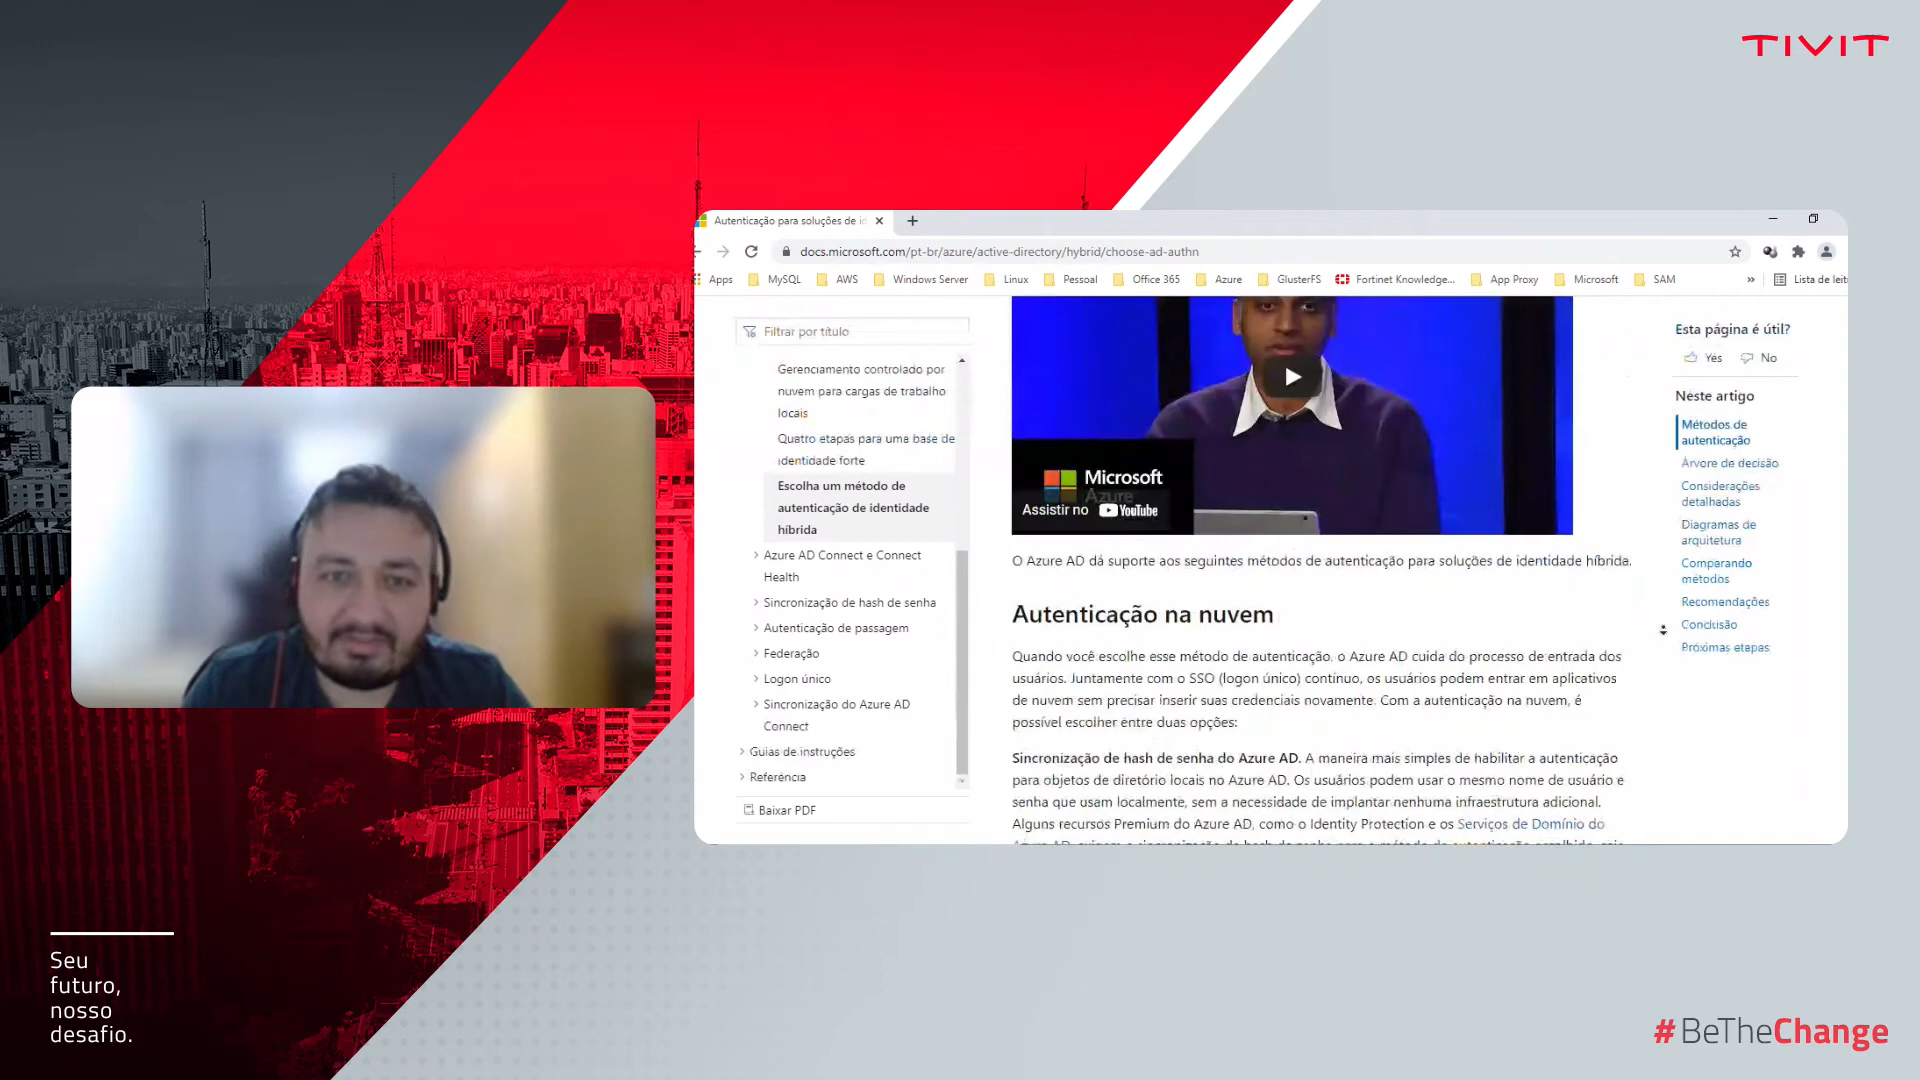 TIVIT
Autenticação para soluções de id
docs.microsoft.com/pt-br/azure/active-directory/hybrid/choose-ad-authn
Apps MySQL AWS Windows Server Linux Pessoal Office 365 Azure GlusterFS Fortinet Knowledge... App Proxy Microsoft SAM » Lista de leit
Filtrar por título
Gerenciamento controlado por
nuvem para cargas de trabalho
locais
Quatro etapas para uma base de
identidade forte
Escolha um método de
autenticação de identidade
híbrida
Azure AD Connect e Connect
Health
Sincronização de hash de senha
Autenticação de passagem
Federação
Logon único
Sincronização do Azure AD
Connect
Guias de instruções
Referência
Baixar PDF
Microsoft
Azure
Assistir no YouTube
O Azure AD dá suporte aos seguintes métodos de autenticação para soluções de identidade híbrida.
Autenticação na nuvem
Quando você escolhe esse método de autenticação, o Azure AD cuida do processo de entrada dos
usuários. Juntamente com o SSO (logon único) contínuo, os usuários podem entrar em aplicativos
de nuvem sem precisar inserir suas credenciais novamente. Com a autenticação na nuvem, é
possível escolher entre duas opções:
Sincronização de hash de senha do Azure AD. A maneira mais simples de habilitar a autenticação
para objetos de diretório locais no Azure AD. Os usuários podem usar o mesmo nome de usuário e
senha que usam localmente, sem a necessidade de implantar nenhuma infraestrutura adicional.
Alguns recursos Premium do Azure AD, como o Identity Protection e os Serviços de Domínio do
Esta página é útil?
Yes No
Neste artigo
Métodos de
autenticação
Árvore de decisão
Considerações
detalhadas
Diagramas de
arquitetura
Comparando
métodos
Recomendações
Conclusão
Próximas etapas
Seu
futuro,
nosso
desafio.
#BeTheChange